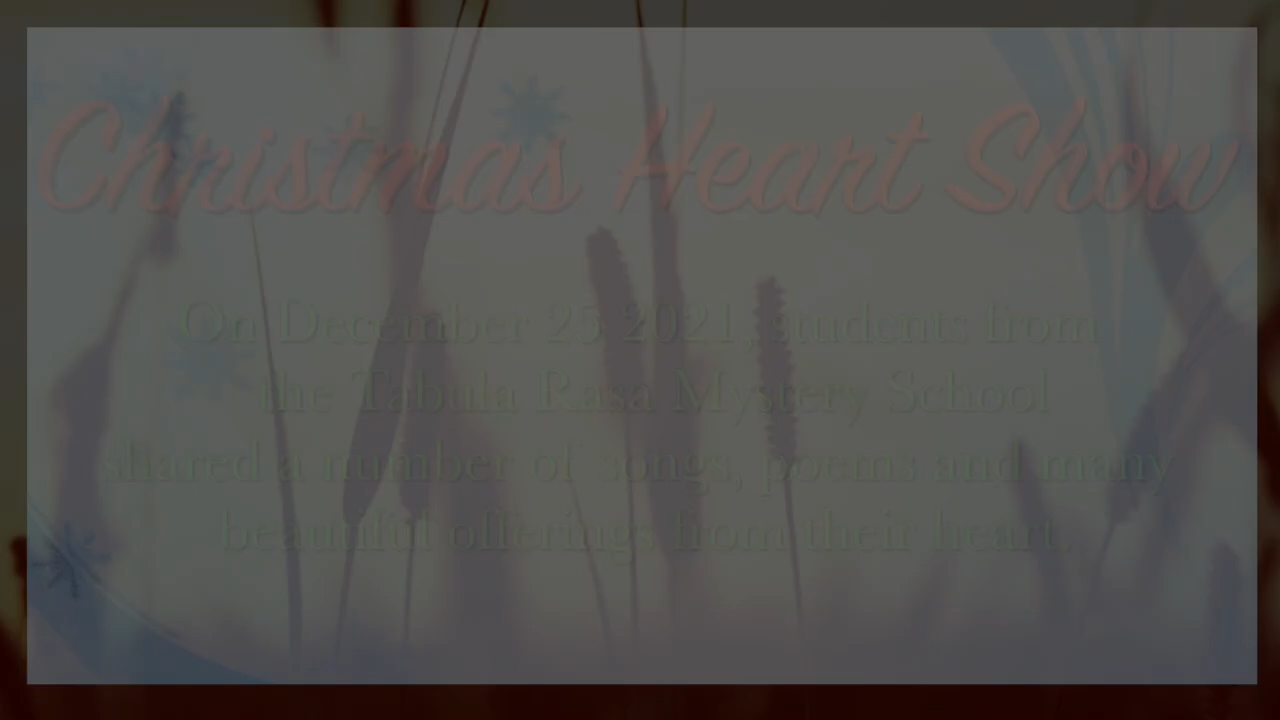 Christmas Heart Show
On December 25 2021, students from
the Tabula Rasa Mystery School
shared a number of songs, poems and many
beautiful offerings from their heart.